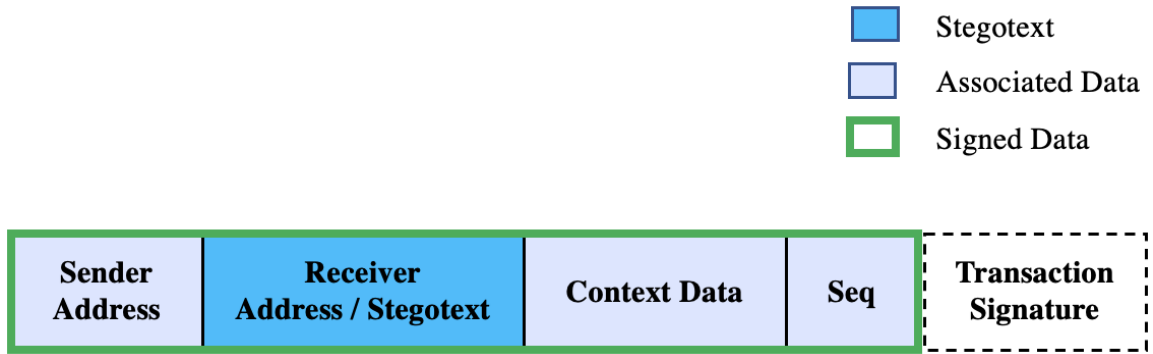 Stegotext
Associated Data
Signed Data
Sender
Address
Receiver
Address / Stegotext
Context Data
Seq
Transaction
Signature